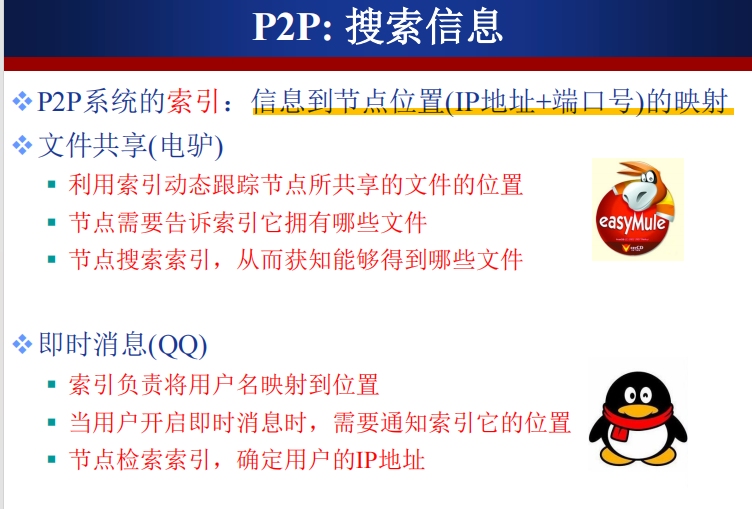 P2P: 搜索信息
❖P2P系统的索引：信息到节点位置(IP地址+端口号)的映射
❖文件共享(电驴)
▪ 利用索引动态跟踪节点所共享的文件的位置
▪ 节点需要告诉索引它拥有哪些文件
▪ 节点搜索索引，从而获知能够得到哪些文件
easyMule
❖即时消息(QQ)
▪ 索引负责将用户名映射到位置
▪ 当用户开启即时消息时，需要通知索引它的位置
▪ 节点检索索引，确定用户的IP地址